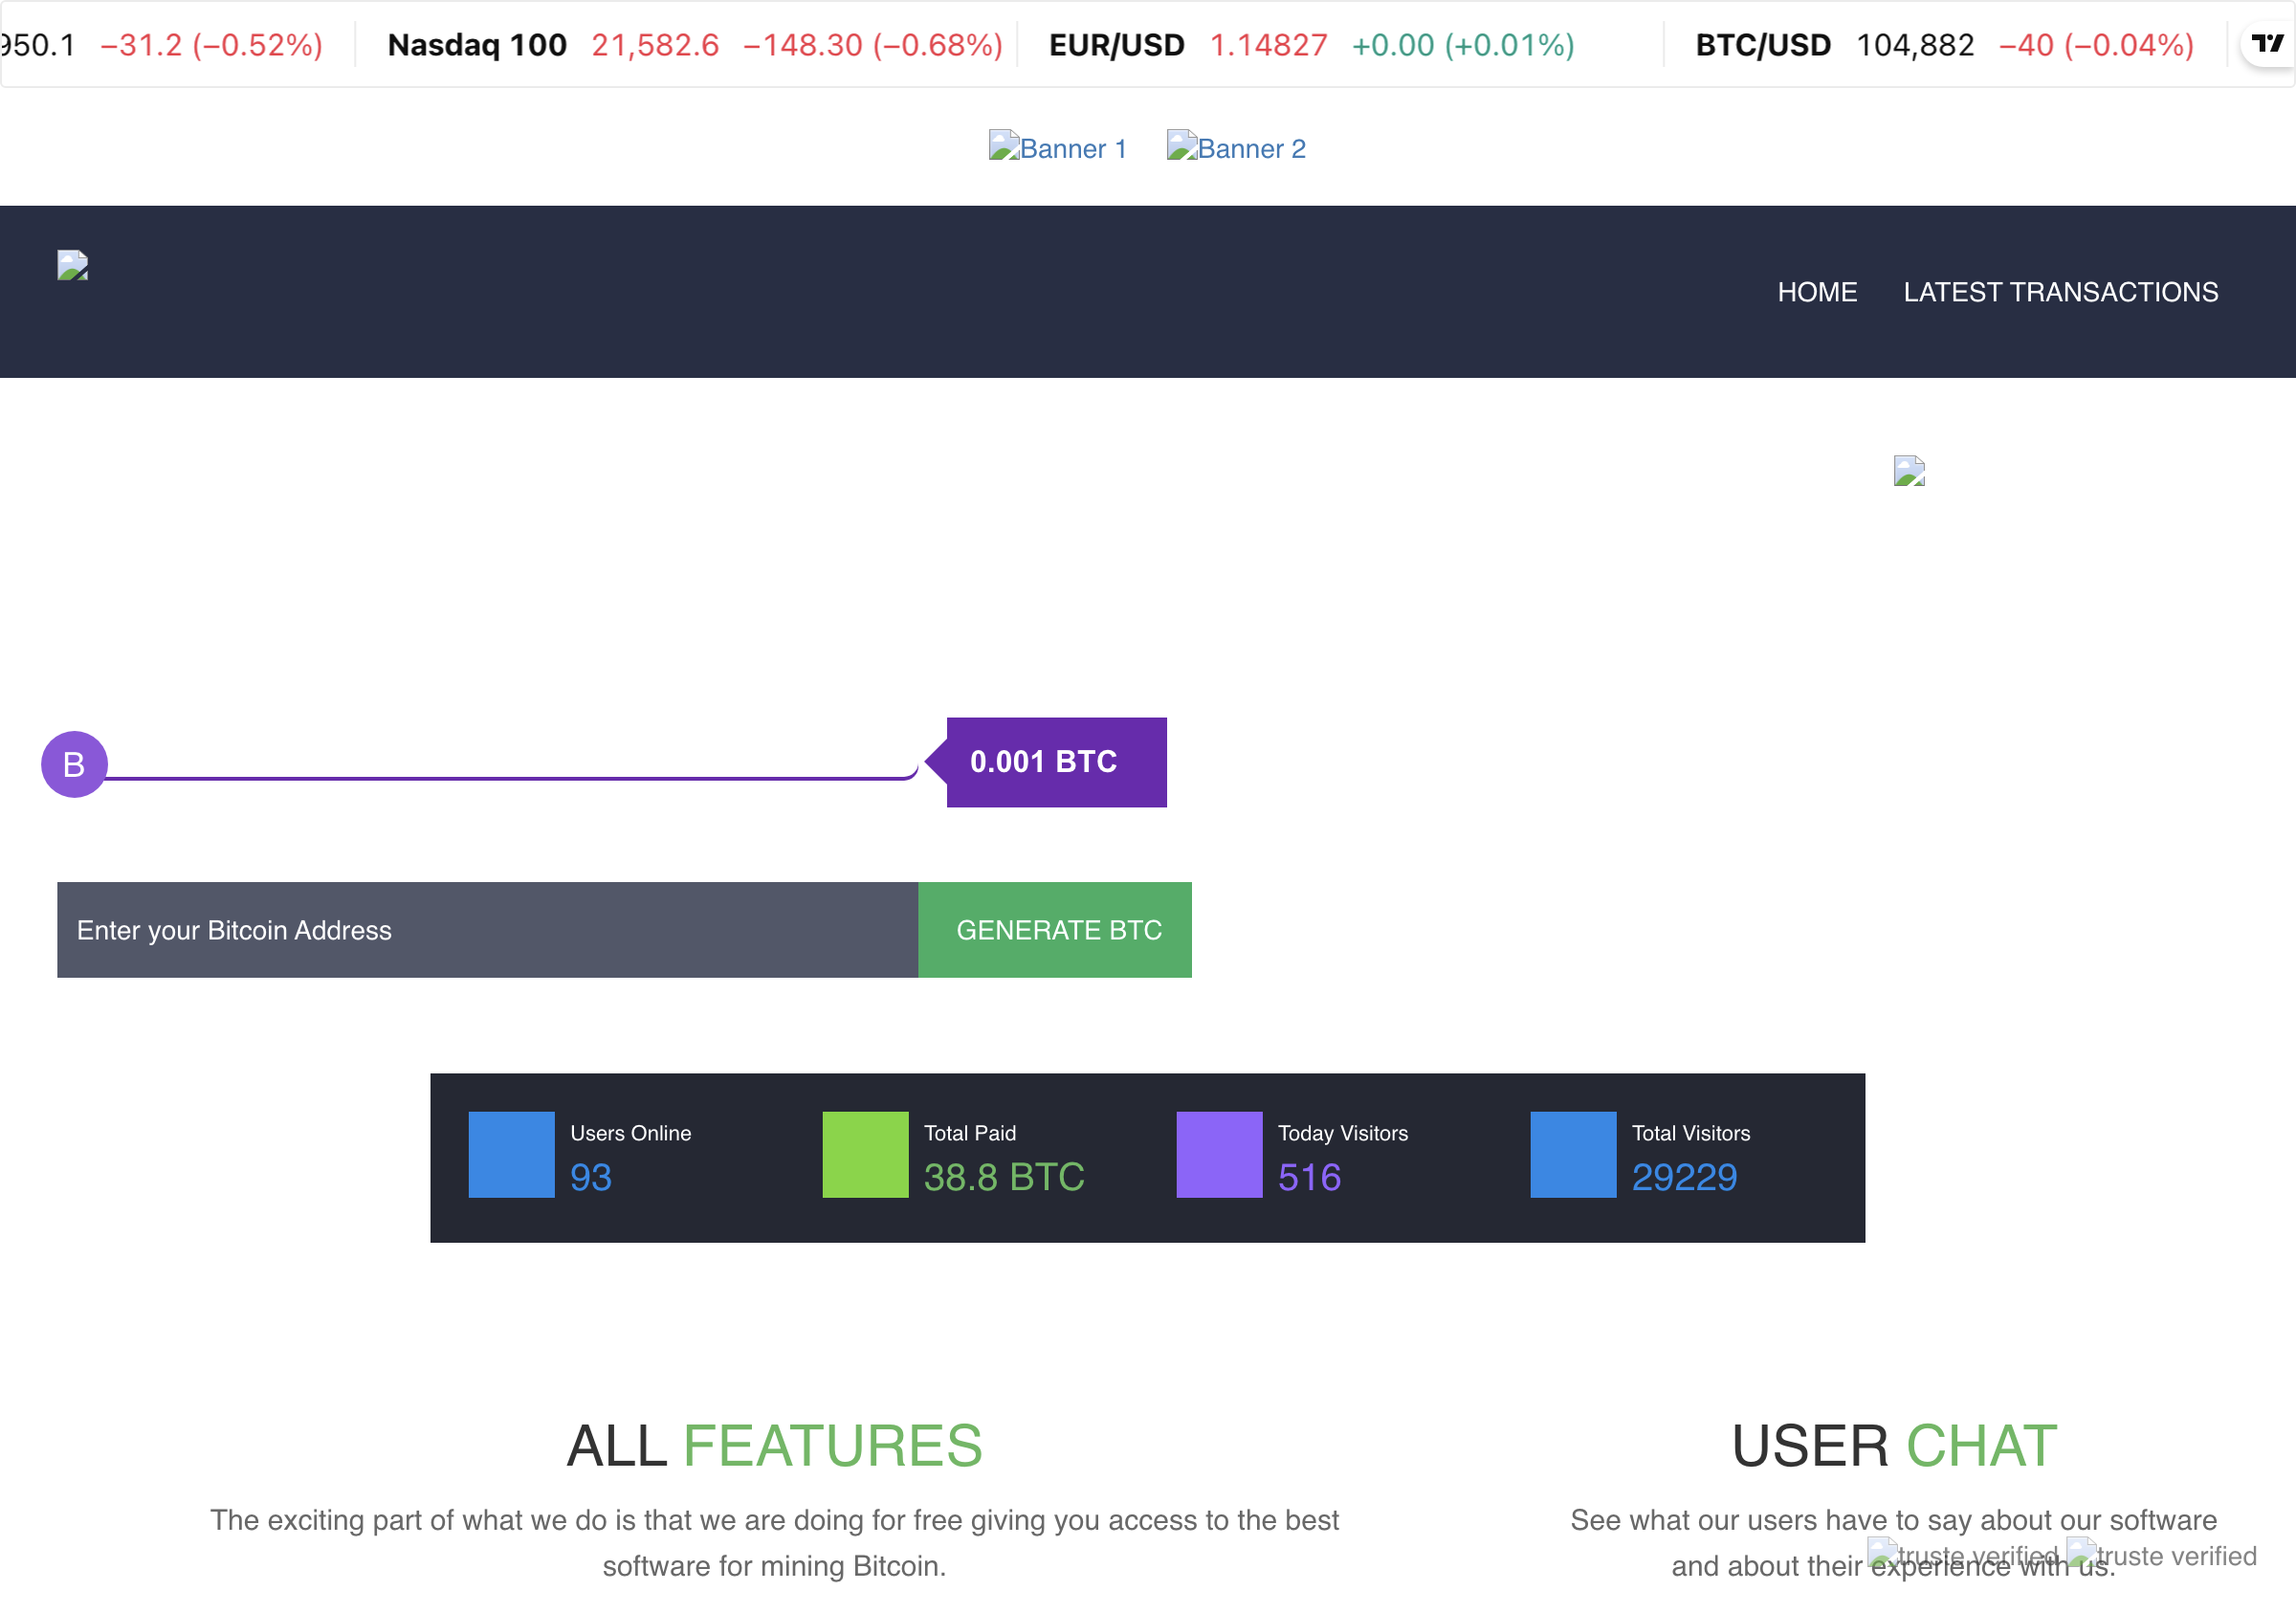 950.1 −31.2 (−0.52%) Nasdaq 100 21,582.6 −148.30 (−0.68%) EUR/USD 1.14827 +0.00 (+0.01%) BTC/USD 104,882 −40 (−0.04%)
Banner 1 Banner 2
HOME LATEST TRANSACTIONS
B
0.001 BTC
Enter your Bitcoin Address GENERATE BTC
Users Online Total Paid Today Visitors Total Visitors
93 38.8 BTC 516 29229
ALL FEATURES
The exciting part of what we do is that we are doing for free giving you access to the best
software for mining Bitcoin.
USER CHAT
See what our users have to say about our software
and about their experience with us.
truste verified truste verified